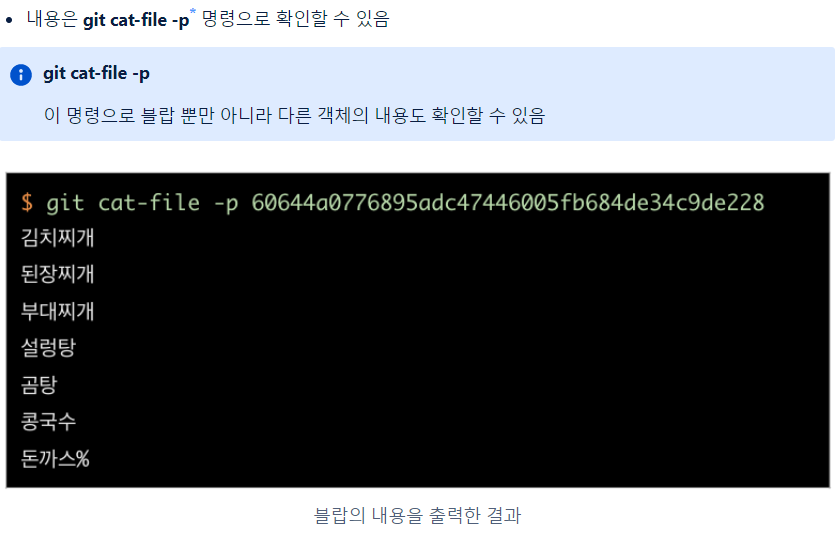 • 내용은 git cat-file -p* 명령으로 확인할 수 있음
git cat-file -p
이 명령으로 블랍 뿐만 아니라 다른 객체의 내용도 확인할 수 있음
$ git cat-file -p 60644a0776895adc47446005fb684de34c9de228
김치찌개
된장찌개
부대찌개
설렁탕
곰탕
콩국수
돈까스%
블랍의 내용을 출력한 결과